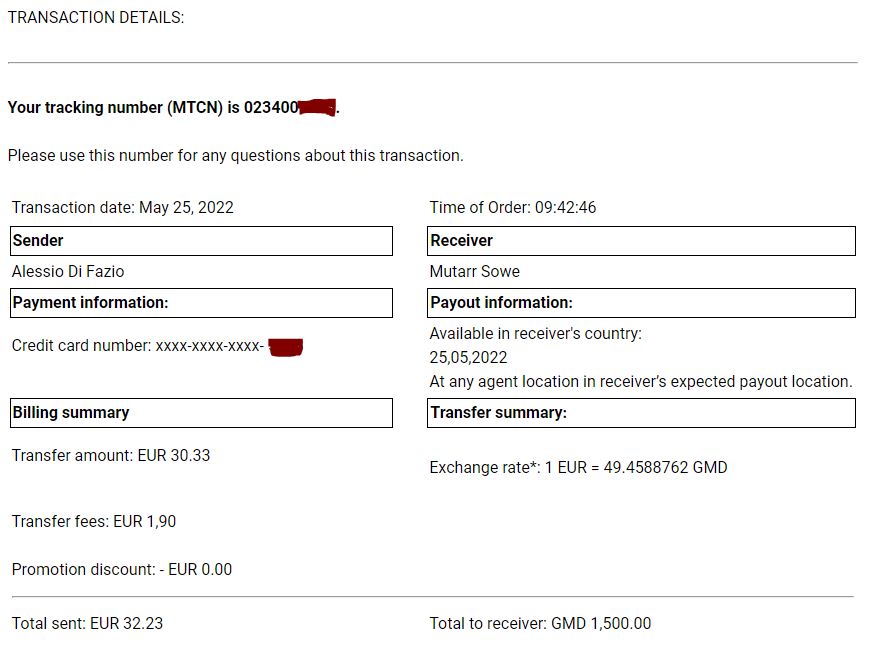 TRANSACTION DETAILS:
Your tracking number (MTCN) is 023400.
Please use this number for any questions about this transaction.
Transaction date: May 25, 2022
Time of Order: 09:42:46
Sender
Receiver
Alessio Di Fazio
Mutarr Sowe
Payment information:
Payout information:
Credit card number: xxxx-xxxx-xxxx-
Available in receiver's country:
25,05,2022
At any agent location in receiver's expected payout location.
Billing summary
Transfer summary:
Transfer amount: EUR 30.33
Exchange rate*: 1 EUR = 49.4588762 GMD
Transfer fees: EUR 1,90
Promotion discount: - EUR 0.00
Total sent: EUR 32.23
Total to receiver: GMD 1,500.00